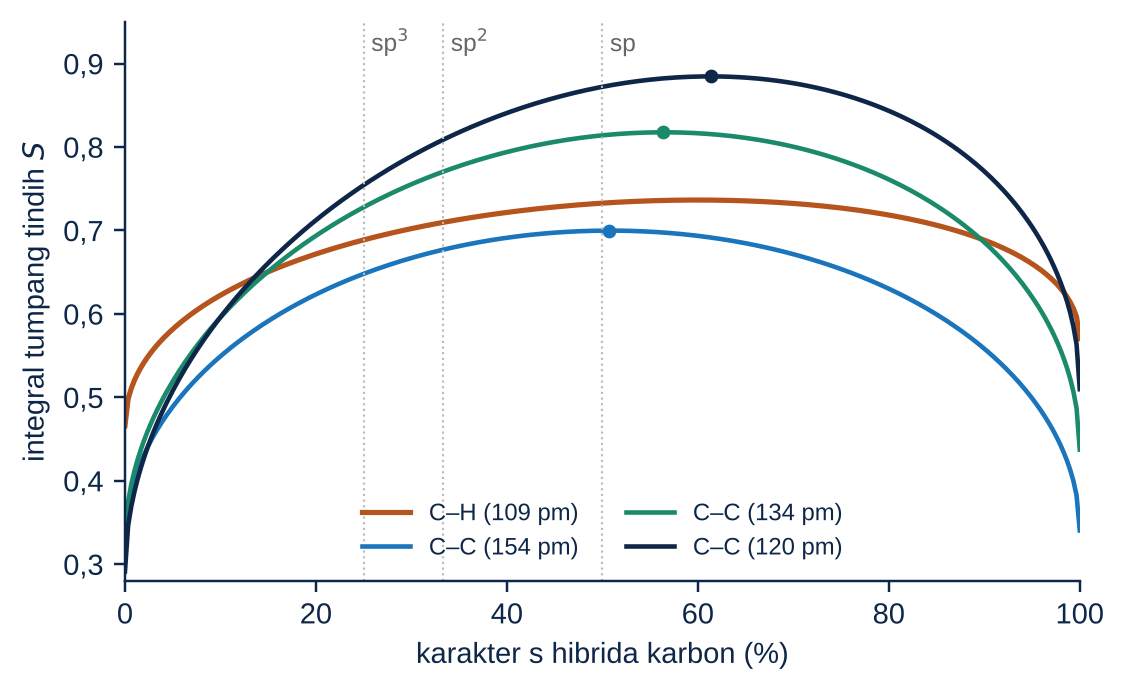 sp³ sp² sp
integral tumpang tindih S
0,9
0,8
0,7
0,6
0,5
0,4
0,3
C–H (109 pm) C–C (134 pm)
C–C (154 pm) C–C (120 pm)
0 20 40 60 80 100
karakter s hibrida karbon (%)